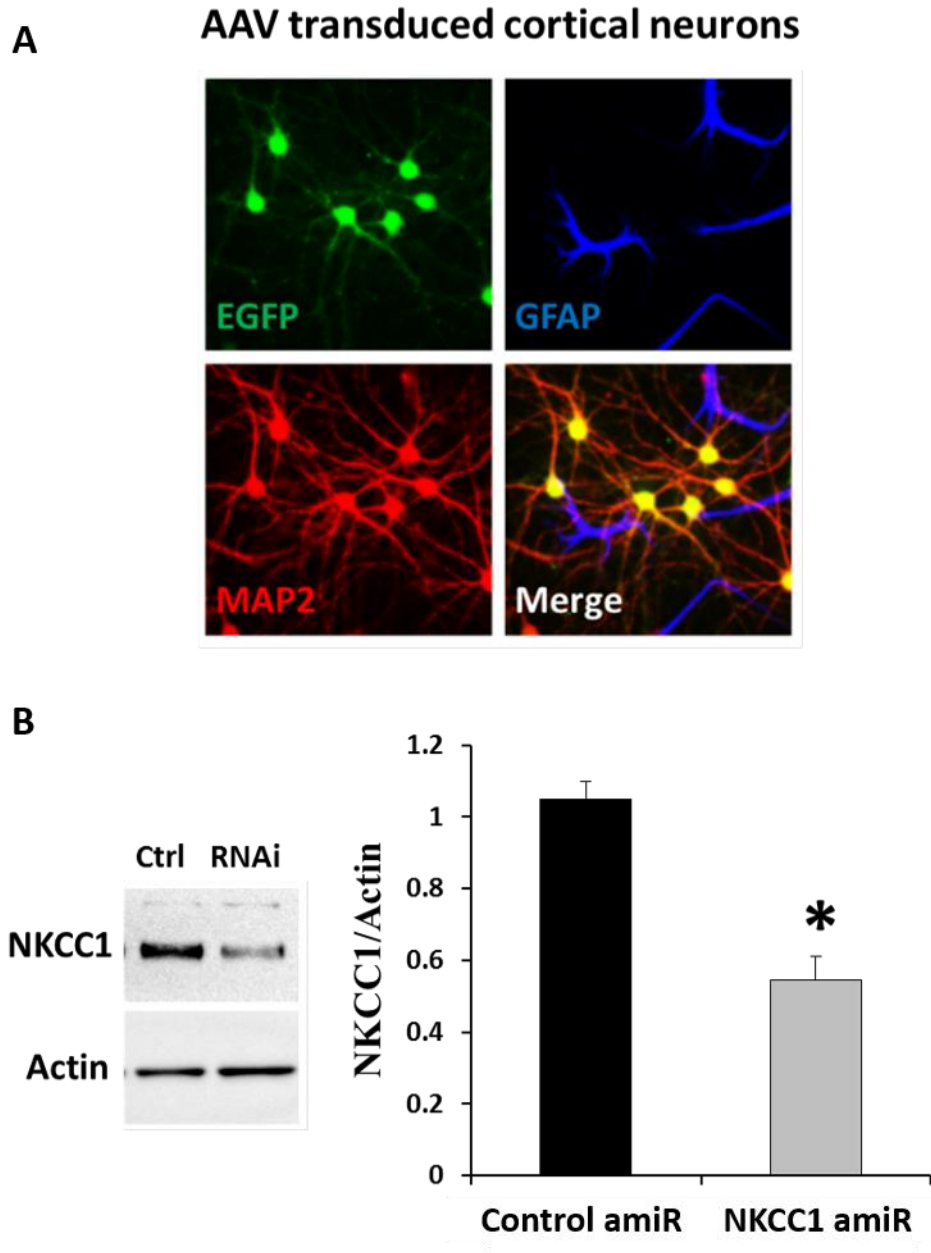 A
AAV transduced cortical neurons
EGFP
GFAP
MAP2
Merge
B
Ctrl RNAi
NKCC1
Actin
NKCC1/Actin
1.2
1
0.8
0.6
0.4
0.2
0
*
Control amiR
NKCC1 amiR